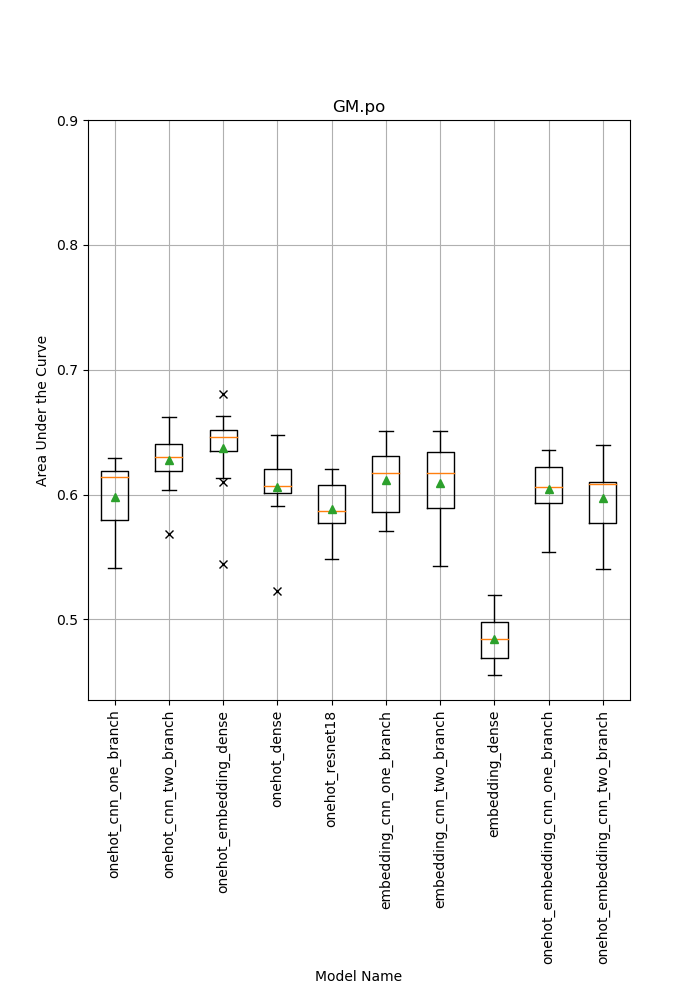 GM.po
0.9
0.8
0.7
0.6
0.5
Area Under the Curve
onehot_cnn_one_branch
onehot_cnn_two_branch
onehot_embedding_dense
onehot_dense
onehot_resnet18
embedding_cnn_one_branch
embedding_cnn_two_branch
embedding_dense
onehot_embedding_cnn_one_branch
onehot_embedding_cnn_two_branch
Model Name